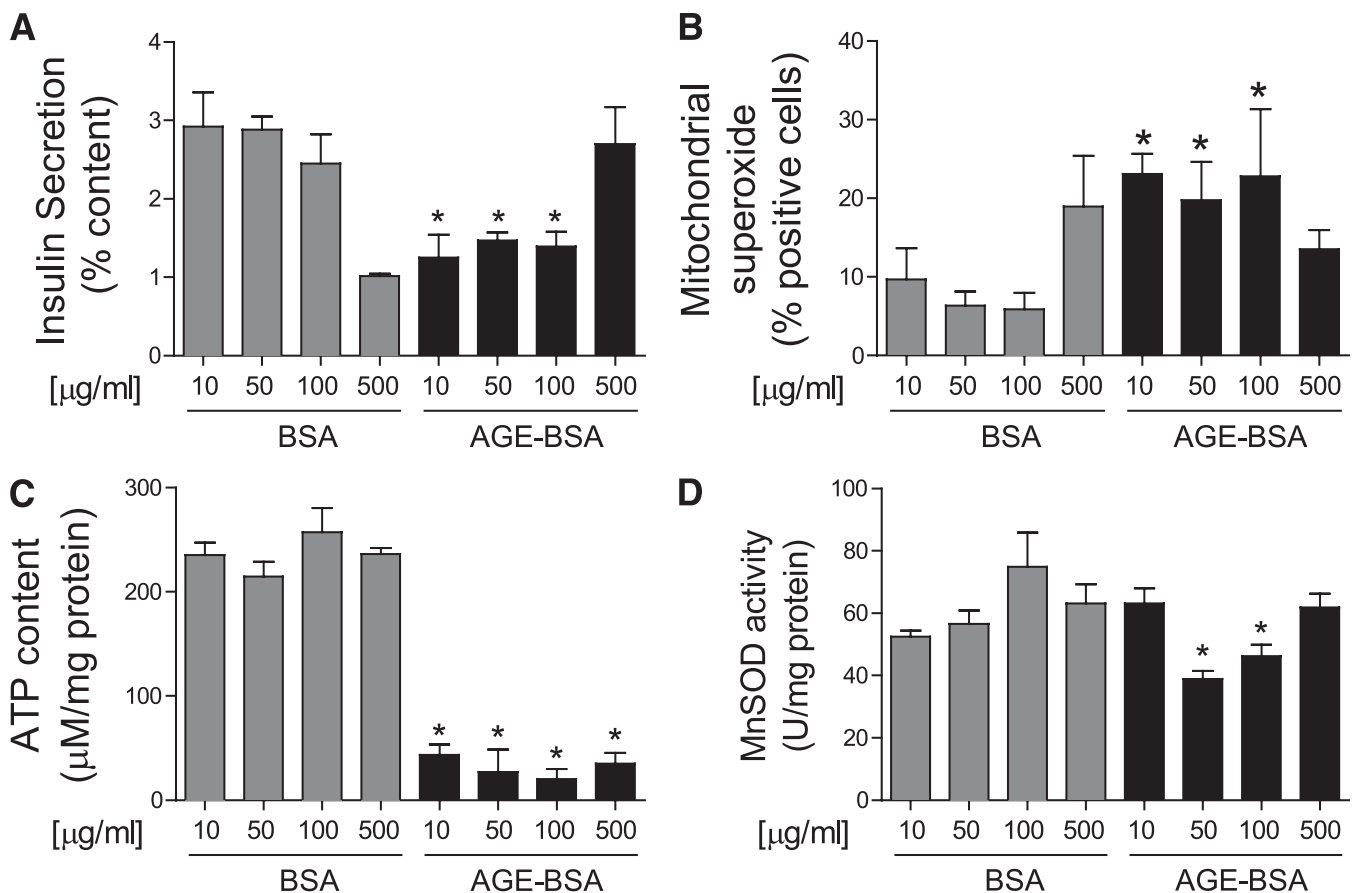 A
Insulin Secretion
(% content)
4
3
2
1
0
* * *
[μg/ml] 10 50 100 500 10 50 100 500
BSA AGE-BSA
B
Mitochondrial
superoxide
(% positive cells)
40
30
20
10
0
* * *
[μg/ml] 10 50 100 500 10 50 100 500
BSA AGE-BSA
C
ATP content
(μM/mg protein)
300
200
100
0
* * * *
[μg/ml] 10 50 100 500 10 50 100 500
BSA AGE-BSA
D
MnSOD activity
(U/mg protein)
100
80
60
40
20
0
* *
[μg/ml] 10 50 100 500 10 50 100 500
BSA AGE-BSA